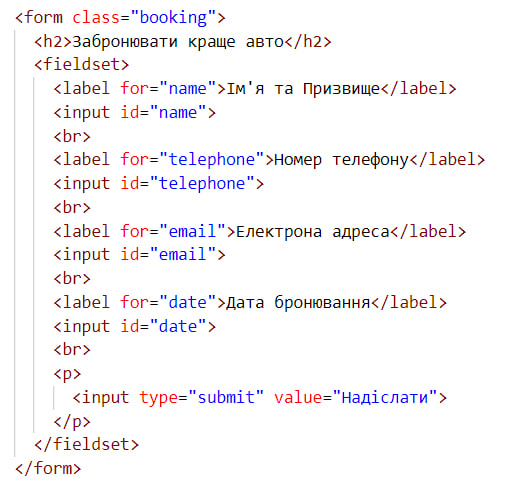 <form class="booking">
<h2>Забронювати краще авто</h2>
<fieldset>
<label for="name">Ім'я та Призвище</label>
<input id="name">
<br>
<label for="telephone">Номер телефону</label>
<input id="telephone">
<br>
<label for="email">Електрона адреса</label>
<input id="email">
<br>
<label for="date">Дата бронювання</label>
<input id="date">
<br>
<p>
<input type="submit" value="Надіслати">
</p>
</fieldset>
</form>